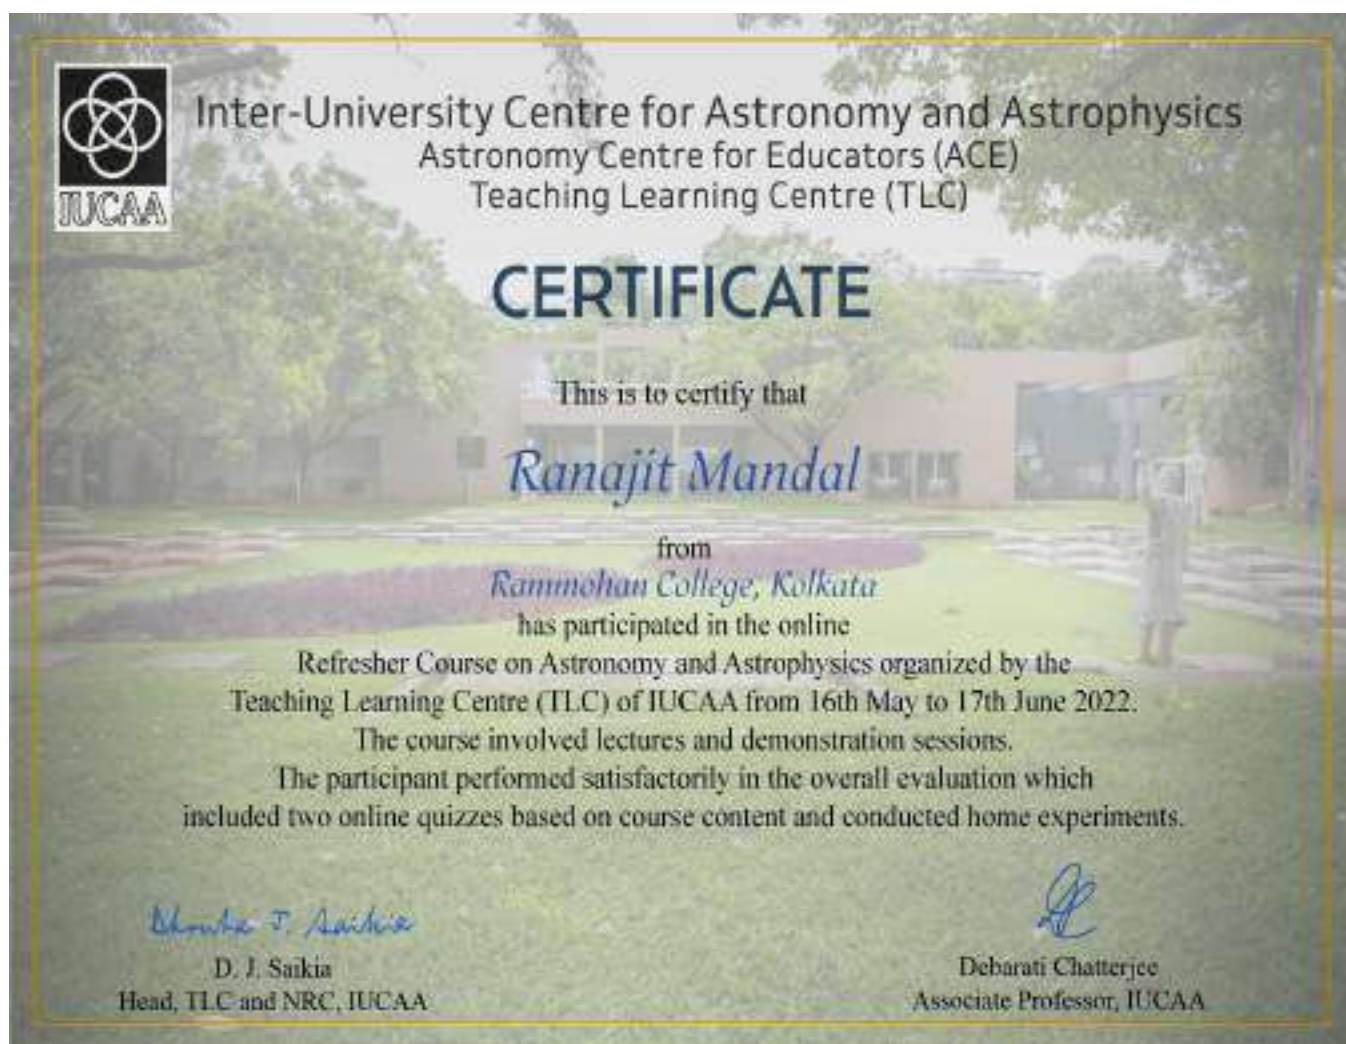 IUCAA
Inter-University Centre for Astronomy and Astrophysics
Astronomy Centre for Educators (ACE)
Teaching Learning Centre (TLC)
CERTIFICATE
This is to certify that
Ranajit Mandal
from
Rammohan College, Kolkata
has participated in the online
Refresher Course on Astronomy and Astrophysics organized by the
Teaching Learning Centre (TLC) of IUCAA from 16th May to 17th June 2022.
The course involved lectures and demonstration sessions.
The participant performed satisfactorily in the overall evaluation which
included two online quizzes based on course content and conducted home experiments.
J. Saikia
D. J. Saikia
Head, TLC and NRC, IUCAA
Debarati Chatterjee
Associate Professor, IUCAA